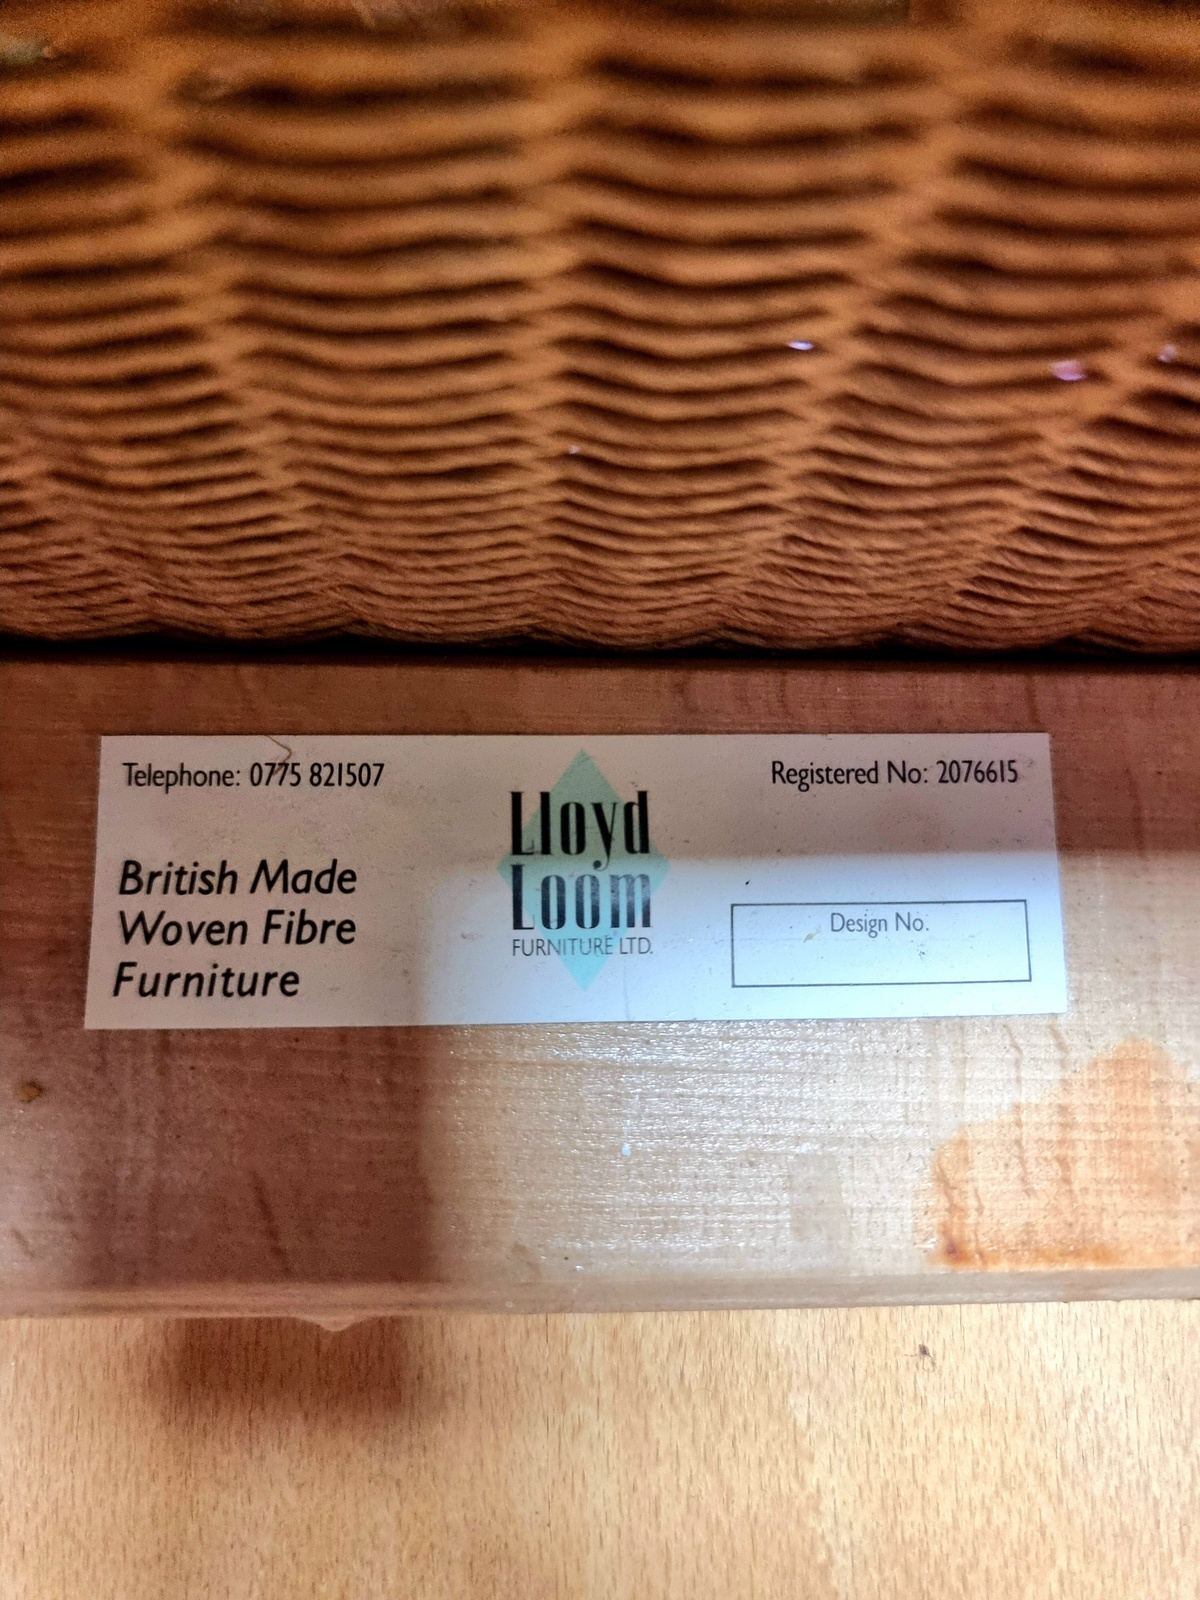 Telephone: 0775 821507
Registered No: 2076615
British Made
Woven Fibre
Furniture
Lloyd
Loom
FURNITURE LTD.
Design No.